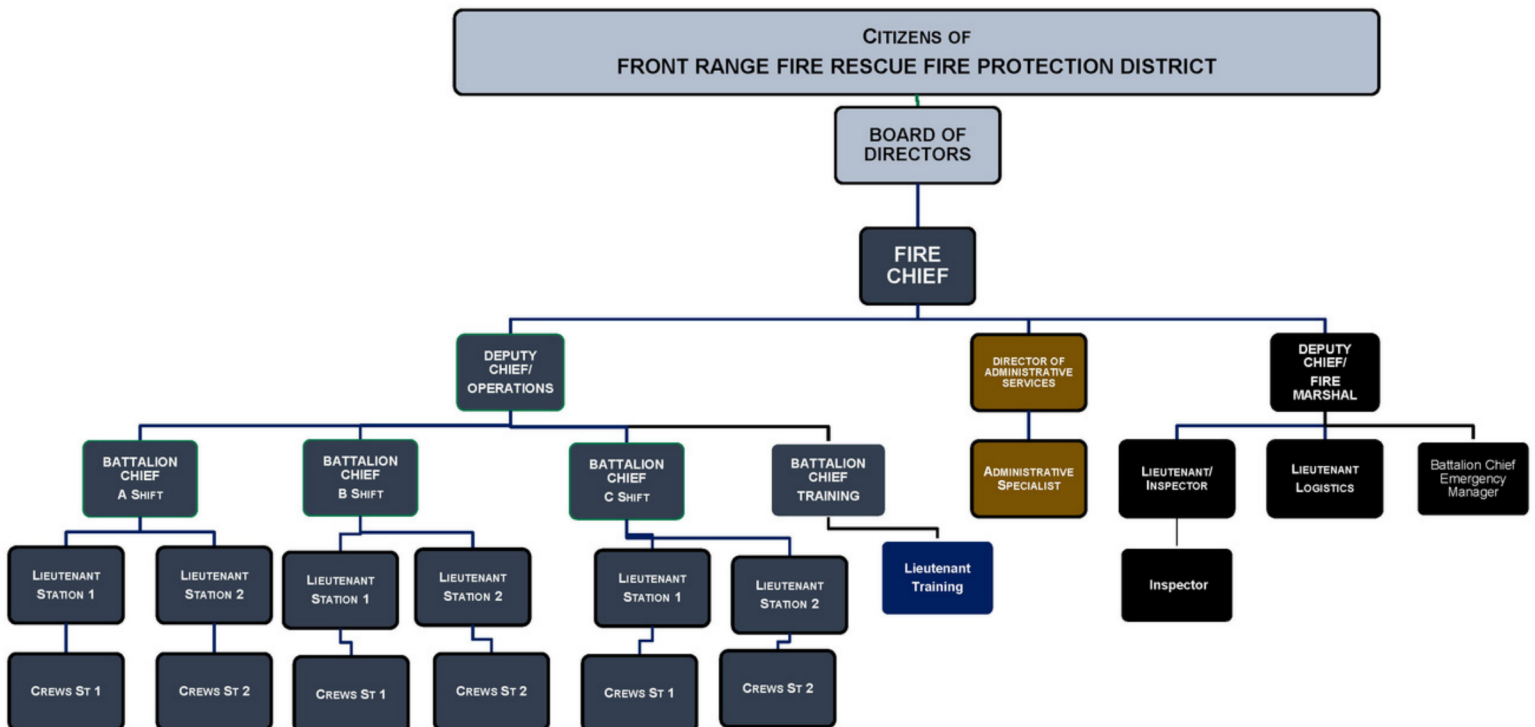 CITIZENS OF
FRONT RANGE FIRE RESCUE FIRE PROTECTION DISTRICT
BOARD OF
DIRECTORS
FIRE
CHIEF
DEPUTY
CHIEF/
OPERATIONS
DIRECTOR OF
ADMINISTRATIVE
SERVICES
DEPUTY
CHIEF/
FIRE
MARSHAL
BATTALION
CHIEF
A SHIFT
BATTALION
CHIEF
B SHIFT
BATTALION
CHIEF
C SHIFT
BATTALION
CHIEF
TRAINING
ADMINISTRATIVE
SPECIALIST
LIEUTENANT/
INSPECTOR
LIEUTENANT
LOGISTICS
Battalion Chief
Emergency
Manager
LIEUTENANT
STATION 1
LIEUTENANT
STATION 2
LIEUTENANT
STATION 1
LIEUTENANT
STATION 2
LIEUTENANT
STATION 1
LIEUTENANT
STATION 2
Lieutenant
Training
Inspector
CREWS ST 1
CREWS ST 2
CREWS ST 1
CREWS ST 2
CREWS ST 1
CREWS ST 2